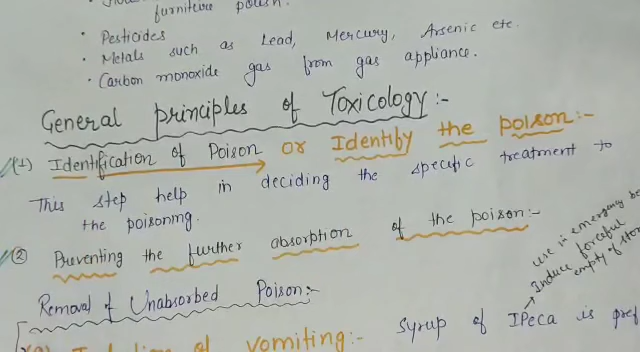 furniture polish.
• Pesticides
• Metals such as Lead, Mercury, Arsenic etc.
• Carbon monoxide gas from gas appliance.
General principles of Toxicology:-
(1) Identification of Poison or Identify the poison:-
This step help in deciding the specific treatment to
the poisoning.
② Preventing the further absorption of the poison:-
use in emergency
Induce forceful
empty of
Removal of Unabsorbed Poison:-
of vomiting:- Syrup of IPeca is